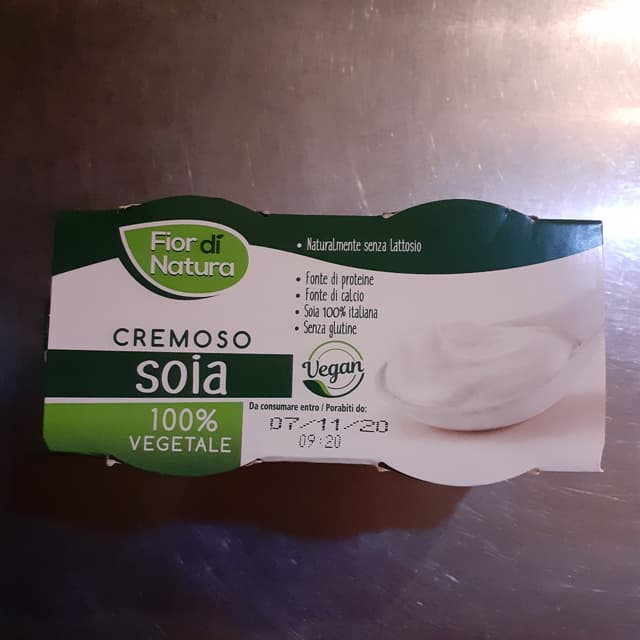 Fior di
Natura
• Naturalmente senza lattosio
• Fonte di proteine
• Fonte di calcio
• Soia 100% italiana
• Senza glutine
CREMOSO
soia
Vegan
100%
VEGETALE
Da consumare entro / Porabiti do:
07/11/20
09:20